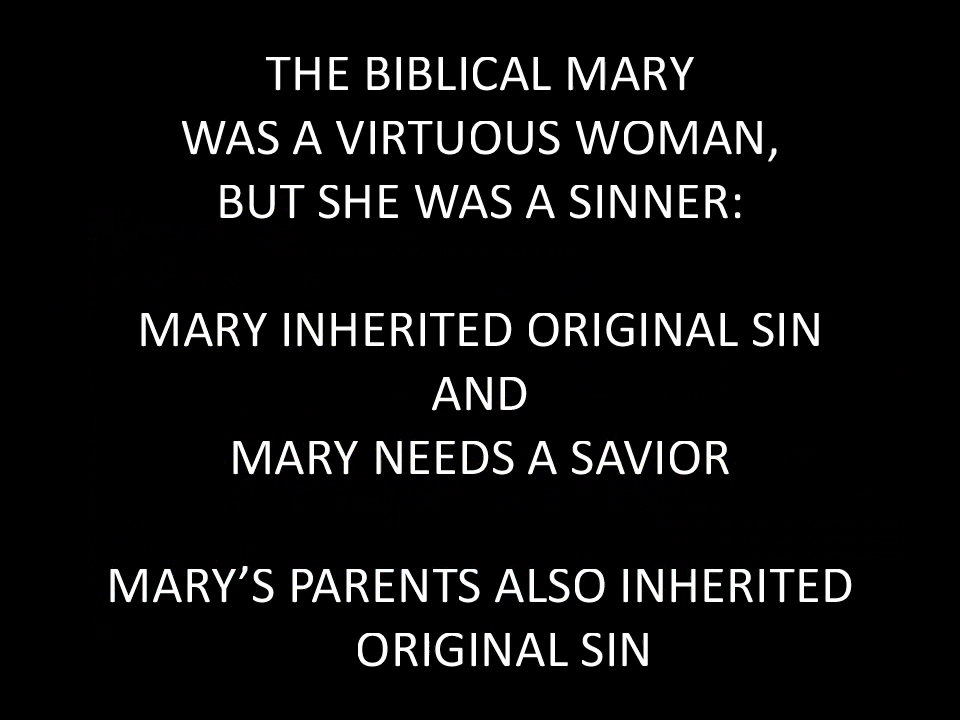 THE BIBLICAL MARY
WAS A VIRTUOUS WOMAN,
BUT SHE WAS A SINNER:
MARY INHERITED ORIGINAL SIN
AND
MARY NEEDS A SAVIOR
MARY’S PARENTS ALSO INHERITED
ORIGINAL SIN